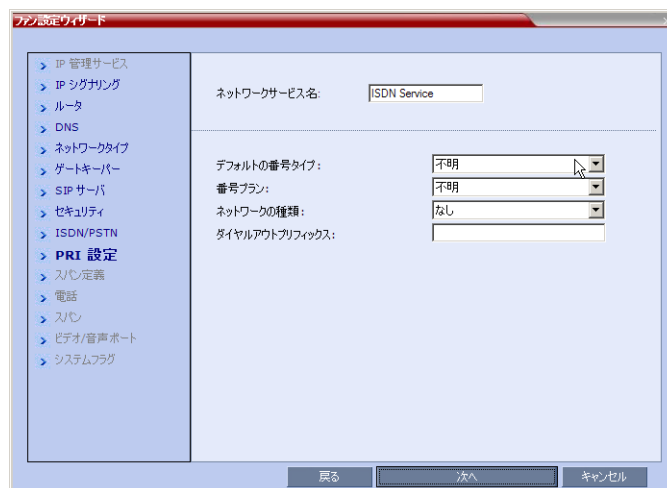 ファン設定ウィザード
IP 管理サービス
IP シグナリング
ルータ
DNS
ネットワークタイプ
ゲートキーパー
SIP サーバ
セキュリティ
ISDN/PSTN
PRI 設定
スパン定義
電話
スパン
ビデオ/音声ポート
システムフラグ
ネットワークサービス名:
ISDN Service
デフォルトの番号タイプ:
不明
番号プラン:
不明
ネットワークの種類:
なし
ダイヤルアウトプリフィックス:
戻る
次へ
キャンセル